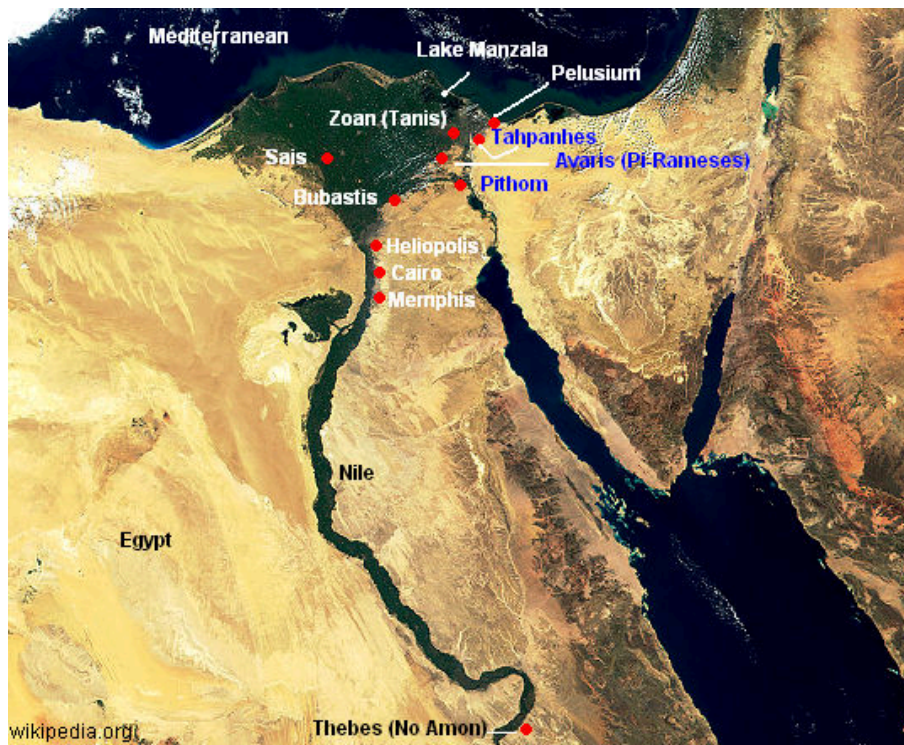 Mediterranean
Lake Manzala
Pelusium
Zoan (Tanis)
Tahpanhes
Sais
Avaris (Pi-Rameses)
Pithom
Bubastis
Heliopolis
Cairo
Memphis
Nile
Egypt
Thebes (No Amon)
wikipedia.org